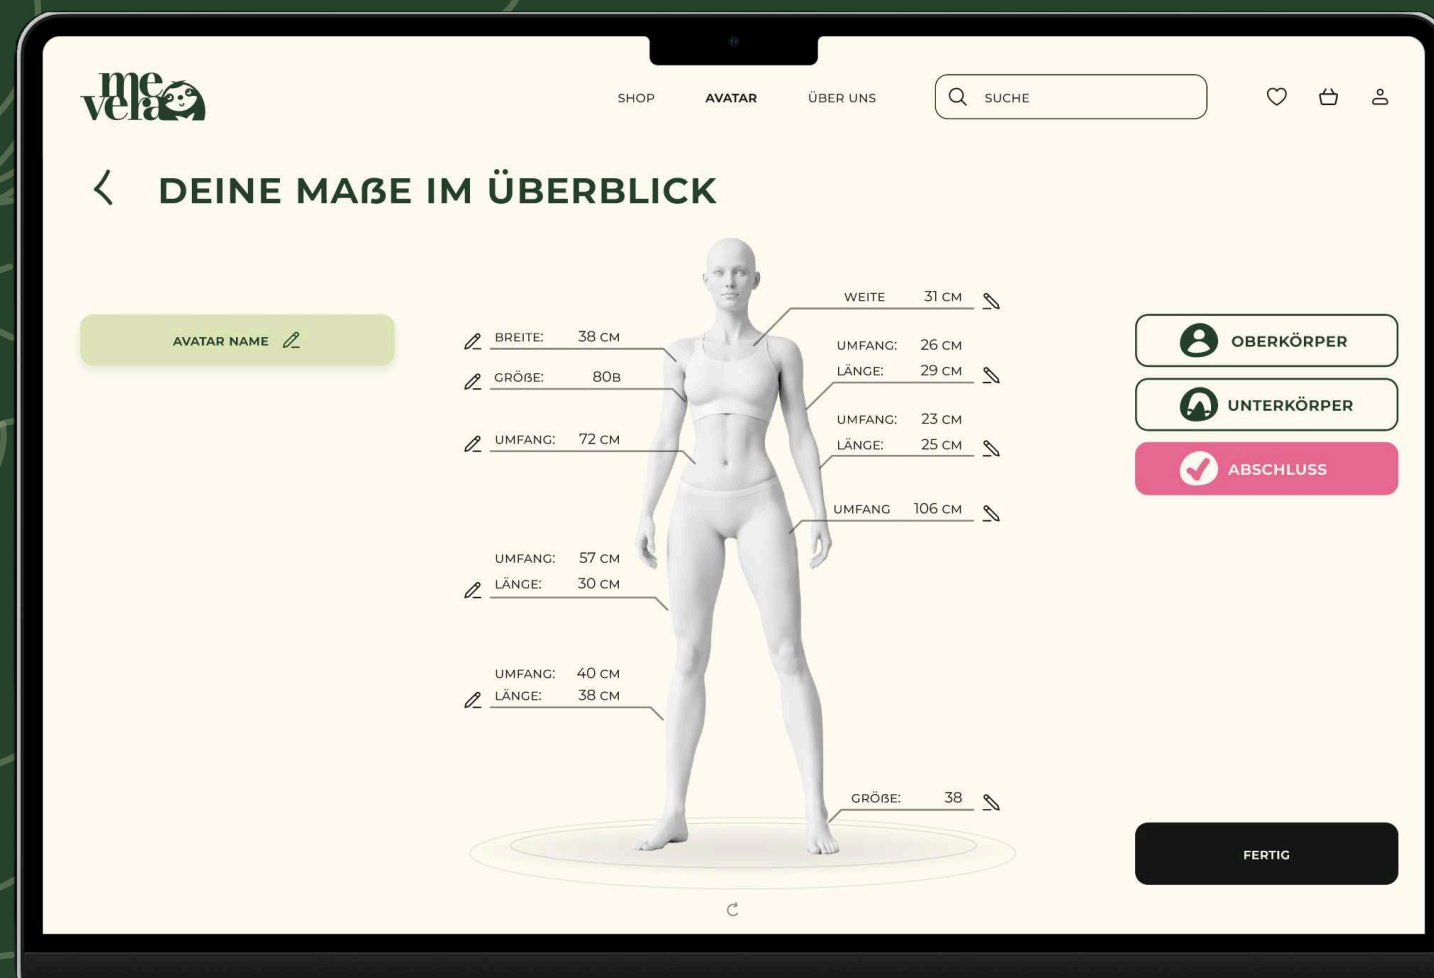 me
vera
SHOP
AVATAR
ÜBER UNS
SUCHE
DEINE MAßE IM ÜBERBLICK
AVATAR NAME
BREITE: 38 CM
GRÖßE: 80B
UMFANG: 72 CM
UMFANG: 57 CM
LÄNGE: 30 CM
UMFANG: 40 CM
LÄNGE: 38 CM
WEITE 31 CM
UMFANG: 26 CM
LÄNGE: 29 CM
UMFANG: 23 CM
LÄNGE: 25 CM
UMFANG 106 CM
GRÖßE: 38
OBERKÖRPER
UNTERKÖRPER
ABSCHLUSS
FERTIG